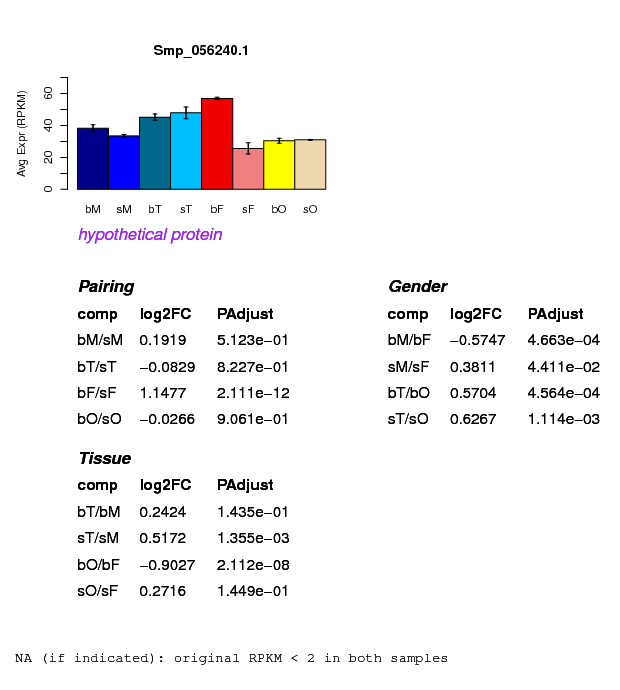 Smp_056240.1
Avg Expr (RPKM)
0 20 40 60
bM sM bT sT bF sF bO sO
hypothetical protein
Pairing
comp log2FC PAdjust
bM/sM 0.1919 5.123e−01
bT/sT −0.0829 8.227e−01
bF/sF 1.1477 2.111e−12
bO/sO −0.0266 9.061e−01
Gender
comp log2FC PAdjust
bM/bF −0.5747 4.663e−04
sM/sF 0.3811 4.411e−02
bT/bO 0.5704 4.564e−04
sT/sO 0.6267 1.114e−03
Tissue
comp log2FC PAdjust
bT/bM 0.2424 1.435e−01
sT/sM 0.5172 1.355e−03
bO/bF −0.9027 2.112e−08
sO/sF 0.2716 1.449e−01
NA (if indicated): original RPKM < 2 in both samples